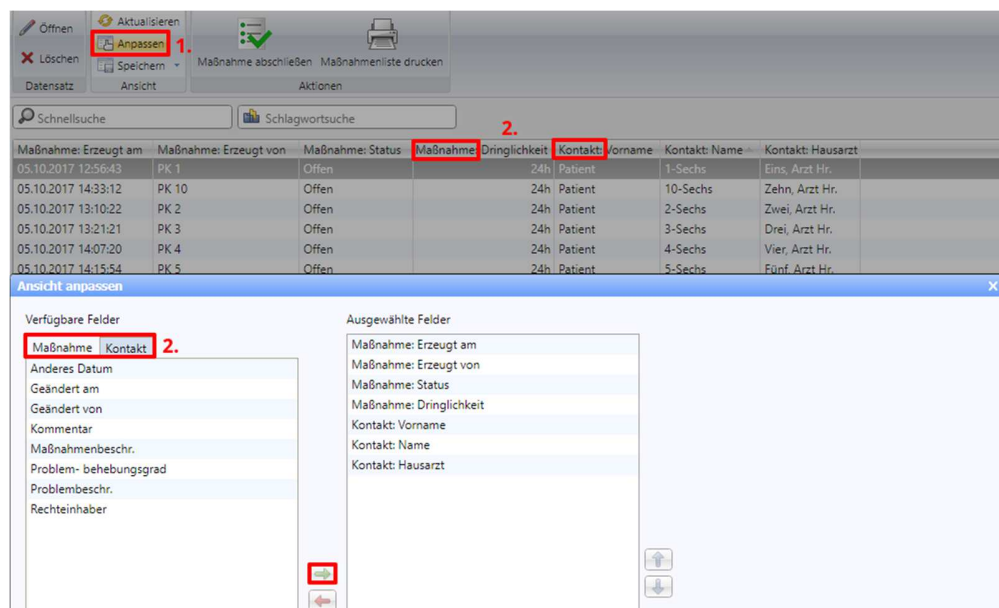 Öffnen
Aktualisieren
Anpassen
1.
Löschen
Speichern
Maßnahme abschließen Maßnahmenliste drucken
Datensatz Ansicht Aktionen
Schnellsuche Schlagwortsuche
2.
Maßnahme: Erzeugt am Maßnahme: Erzeugt von Maßnahme: Status Maßnahme: Dringlichkeit Kontakt: Vorname Kontakt: Name Kontakt: Hausarzt
05.10.2017 12:56:43 PK 1 Offen 24h Patient 1-Sechs Eins, Arzt Hr.
05.10.2017 14:33:12 PK 10 Offen 24h Patient 10-Sechs Zehn, Arzt Hr.
05.10.2017 13:10:22 PK 2 Offen 24h Patient 2-Sechs Zwei, Arzt Hr.
05.10.2017 13:21:21 PK 3 Offen 24h Patient 3-Sechs Drei, Arzt Hr.
05.10.2017 14:07:20 PK 4 Offen 24h Patient 4-Sechs Vier, Arzt Hr.
05.10.2017 14:15:54 PK 5 Offen 24h Patient 5-Sechs Fünf, Arzt Hr.
Ansicht anpassen
Verfügbare Felder
Maßnahme Kontakt 2.
Anderes Datum
Geändert am
Geändert von
Kommentar
Maßnahmenbeschr.
Problem- behebungsgrad
Problembeschr.
Rechteinhaber
Ausgewählte Felder
Maßnahme: Erzeugt am
Maßnahme: Erzeugt von
Maßnahme: Status
Maßnahme: Dringlichkeit
Kontakt: Vorname
Kontakt: Name
Kontakt: Hausarzt